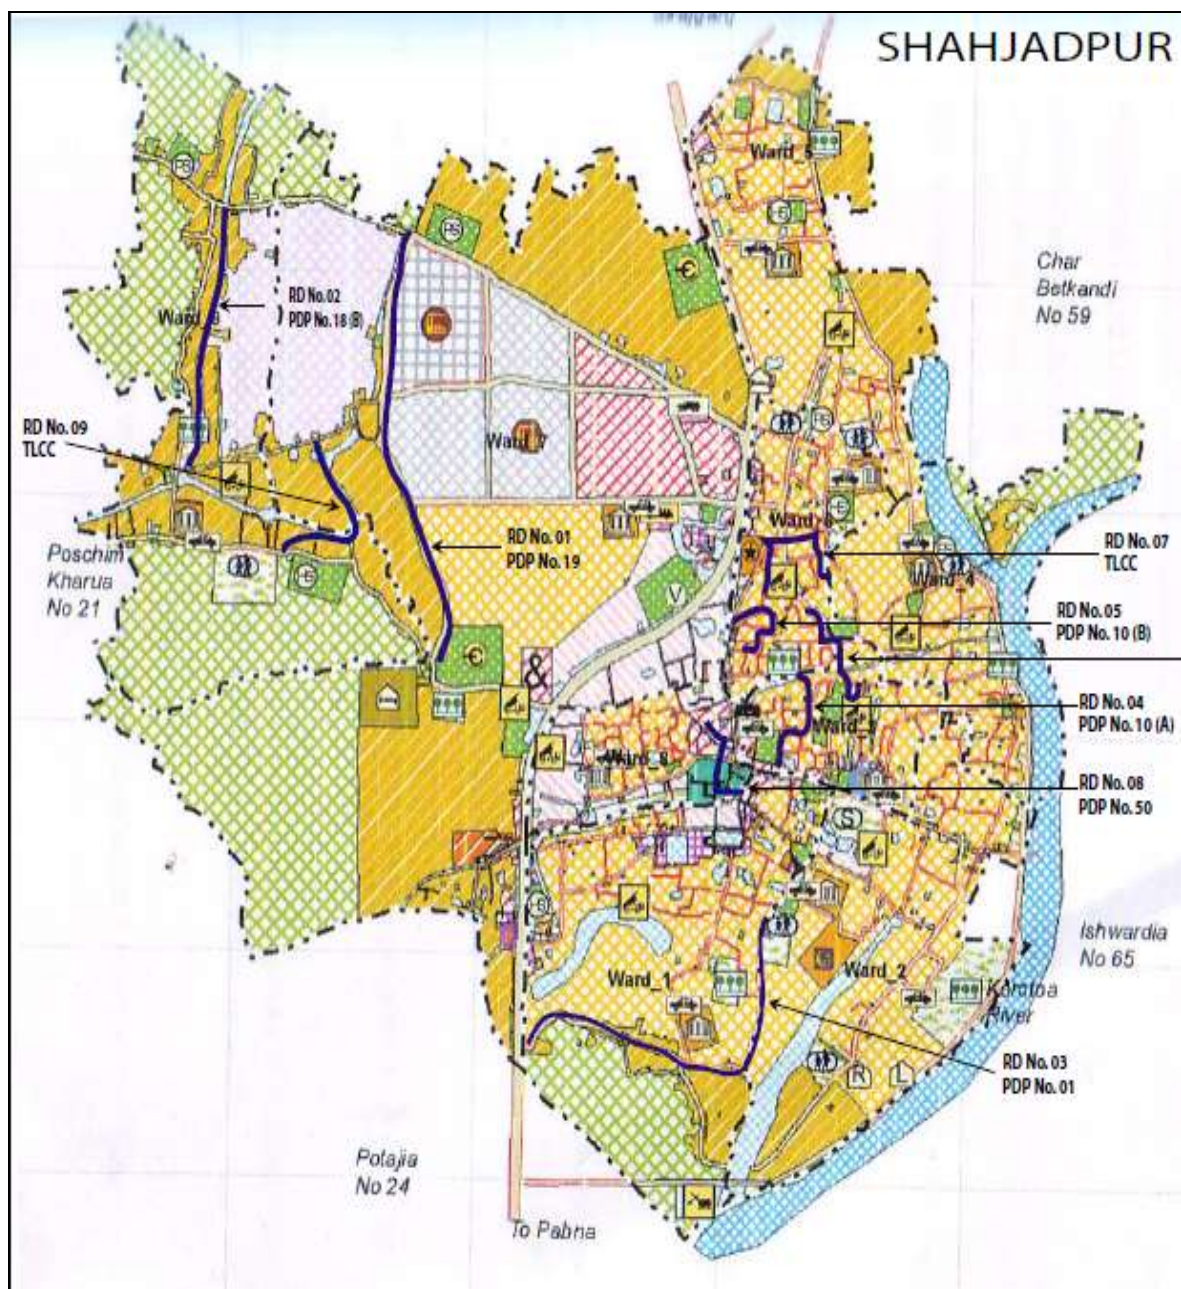 SHAHJADPUR
Ward_5
Char
Betkandi
No 59
RD No. 02
PDP No. 18 (B)
RD No. 09
TLCC
Ward_7
RD No. 01
PDP No. 19
Poschim
Kharua
No 21
Ward_6
RD No. 07
TLCC
Ward_4
RD No. 05
PDP No. 10 (B)
V
&
RD No. 04
PDP No. 10 (A)
Ward_8
RD No. 08
PDP No. 50
S
Ward_1
Ward_2
Ishwardia
No 65
Korotoa
River
R
L
RD No. 03
PDP No. 01
Potajia
No 24
To Pabna